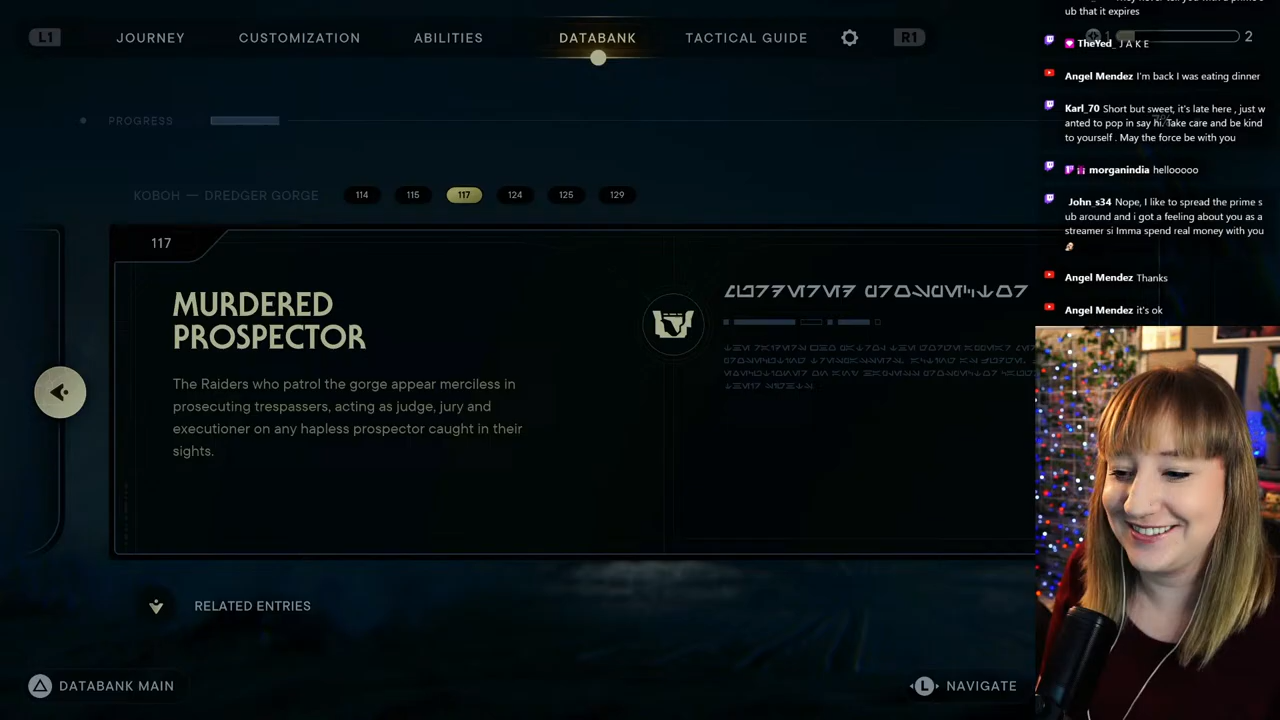 L1
JOURNEY
CUSTOMIZATION
ABILITIES
DATABANK
TACTICAL GUIDE
R1
1
2
PROGRESS
7%
KOBOH — DREDGER GORGE
114
115
117
124
125
129
117
MURDERED
PROSPECTOR
The Raiders who patrol the gorge appear merciless in
prosecuting trespassers, acting as judge, jury and
executioner on any hapless prospector caught in their
sights.
RELATED ENTRIES
DATABANK MAIN
L
NAVIGATE
ub that it expires
TheYed_ J A K E
Angel Mendez I'm back I was eating dinner
Karl_70 Short but sweet, it's late here , just w
anted to pop in say hi. Take care and be kind
to yourself . May the force be with you
morganindia hellooooo
John_s34 Nope, I like to spread the prime s
ub around and i got a feeling about you as a
streamer si Imma spend real money with you
Angel Mendez Thanks
Angel Mendez it's ok